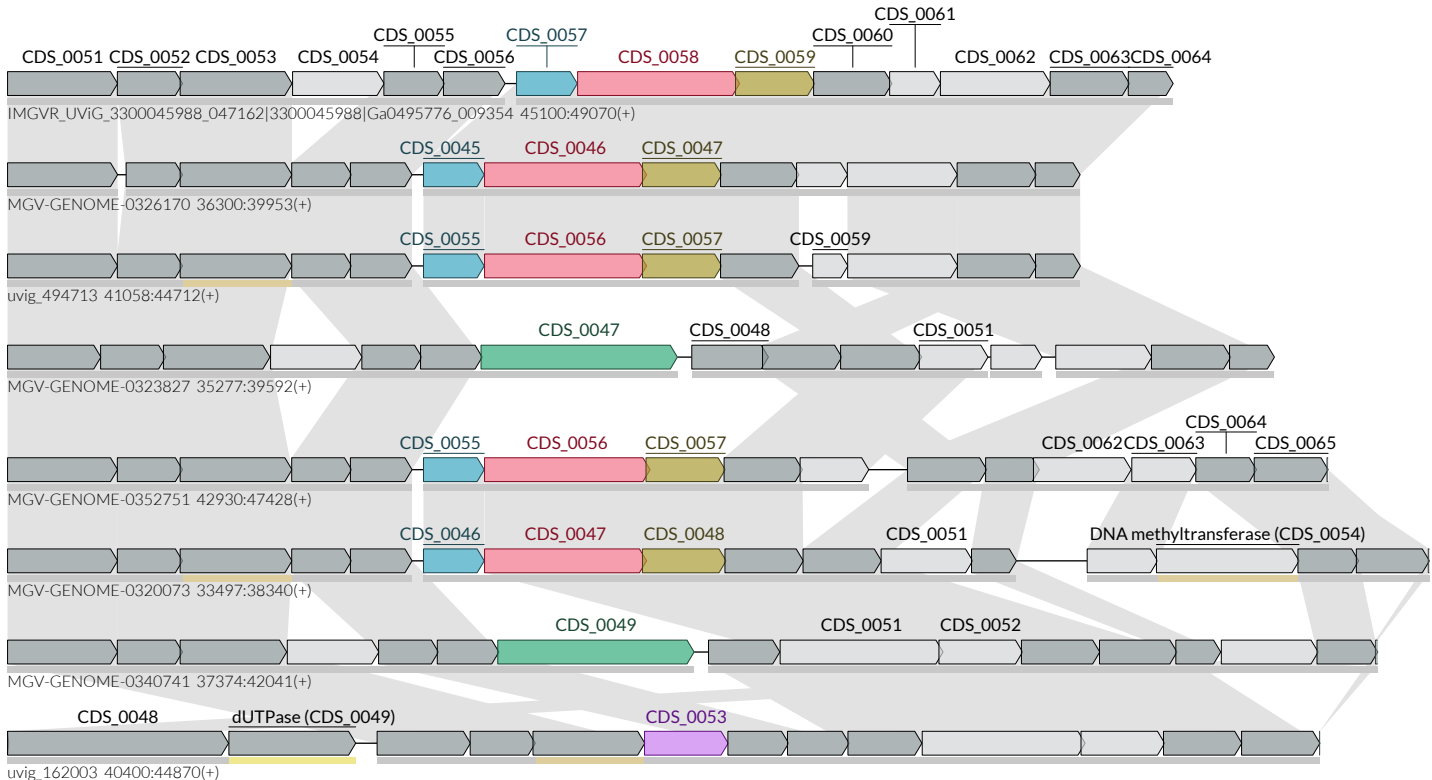 CDS_0061
CDS_0055 CDS_0057 CDS_0060
CDS_0051 CDS_0052 CDS_0053 CDS_0054 CDS_0056 CDS_0058 CDS_0059 CDS_0062 CDS_0063 CDS_0064
IMGVR_UViG_3300045988_047162|3300045988|Ga0495776_009354 45100:49070(+)
CDS_0045 CDS_0046 CDS_0047
MGV-GENOME-0326170 36300:39953(+)
CDS_0055 CDS_0056 CDS_0057 CDS_0059
uvig_494713 41058:44712(+)
CDS_0047 CDS_0048 CDS_0051
MGV-GENOME-0323827 35277:39592(+)
CDS_0064
CDS_0055 CDS_0056 CDS_0057 CDS_0062 CDS_0063 CDS_0065
MGV-GENOME-0352751 42930:47428(+)
CDS_0046 CDS_0047 CDS_0048 CDS_0051 DNA methyltransferase (CDS_0054)
MGV-GENOME-0320073 33497:38340(+)
CDS_0049 CDS_0051 CDS_0052
MGV-GENOME-0340741 37374:42041(+)
CDS_0048 dUTPase (CDS_0049) CDS_0053
uvig_162003 40400:44870(+)